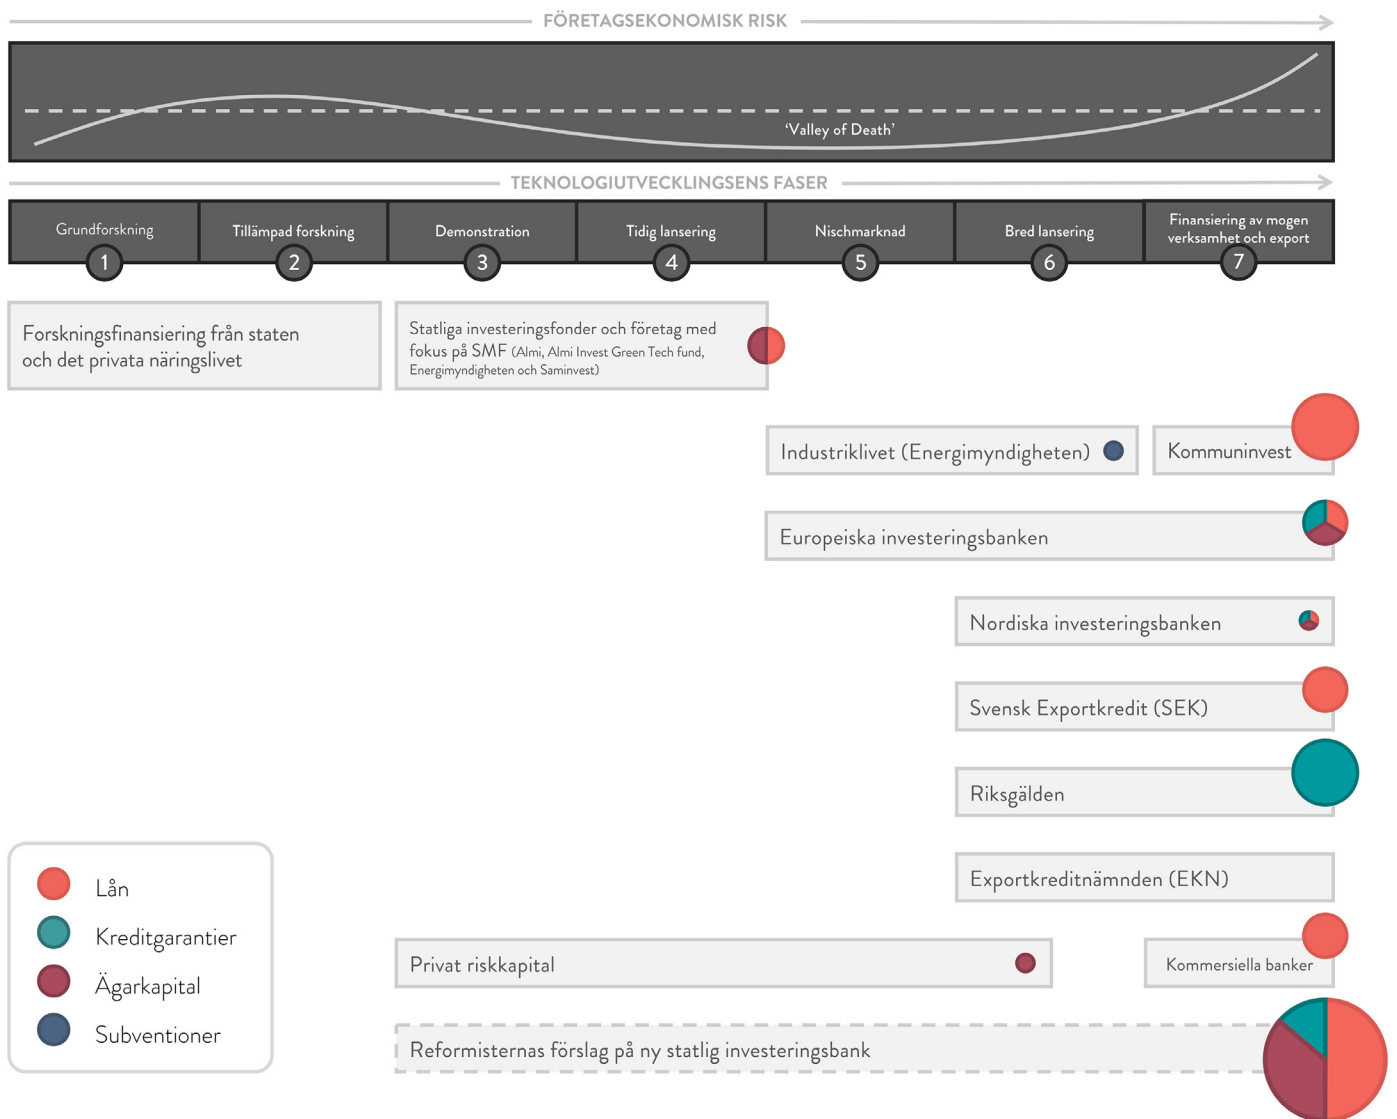 FÖRETAGSEKONOMISK RISK
'Valley of Death'
TEKNOLOGIUTVECKLINGSENS FASER
Grundforskning
1
Tillämpad forskning
2
Demonstration
3
Tidig lansering
4
Nischmarknad
5
Bred lansering
6
Finansiering av mogen
verksamhet och export
7
Forskningsfinansiering från staten
och det privata näringslivet
Statliga investeringsfonder och företag med
fokus på SMF (Almi, Almi Invest Green Tech fund,
Energimyndigheten och Saminvest)
Industriklivet (Energimyndigheten)
Kommuninvest
Europeiska investeringsbanken
Nordiska investeringsbanken
Svensk Exportkredit (SEK)
Riksgälden
Exportkreditnämnden (EKN)
Privat riskkapital
Kommersiella banker
Reformisternas förslag på ny statlig investeringsbank
Lån
Kreditgarantier
Ägarkapital
Subventioner